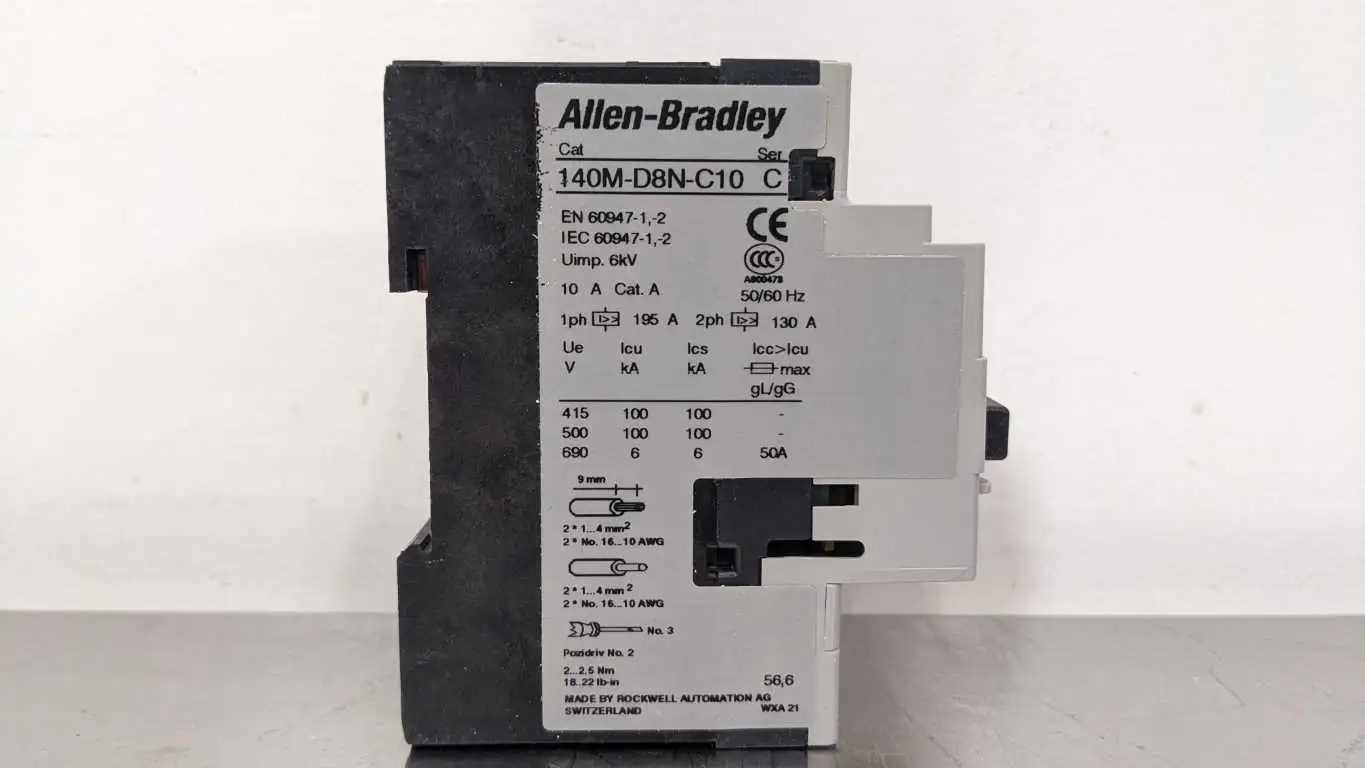 Allen-Bradley
Cat Ser
140M-D8N-C10 C
EN 60947-1,-2
IEC 60947-1,-2
CE
Uimp. 6kV
CCC S
A600473
10 A Cat. A 50/60 Hz
1ph I>> 195 A 2ph I>> 130 A
Ue Icu Ics Icc>Icu
V kA kA max
gL/gG
415 100 100 -
500 100 100 -
690 6 6 50A
9 mm
2 * 1...4 mm²
2 * No. 16...10 AWG
2 * 1...4 mm²
2 * No. 16...10 AWG
No. 3
Pozidriv No. 2
2...2.5 Nm
18..22 lb-in 56,6
MADE BY ROCKWELL AUTOMATION AG
SWITZERLAND WXA 21